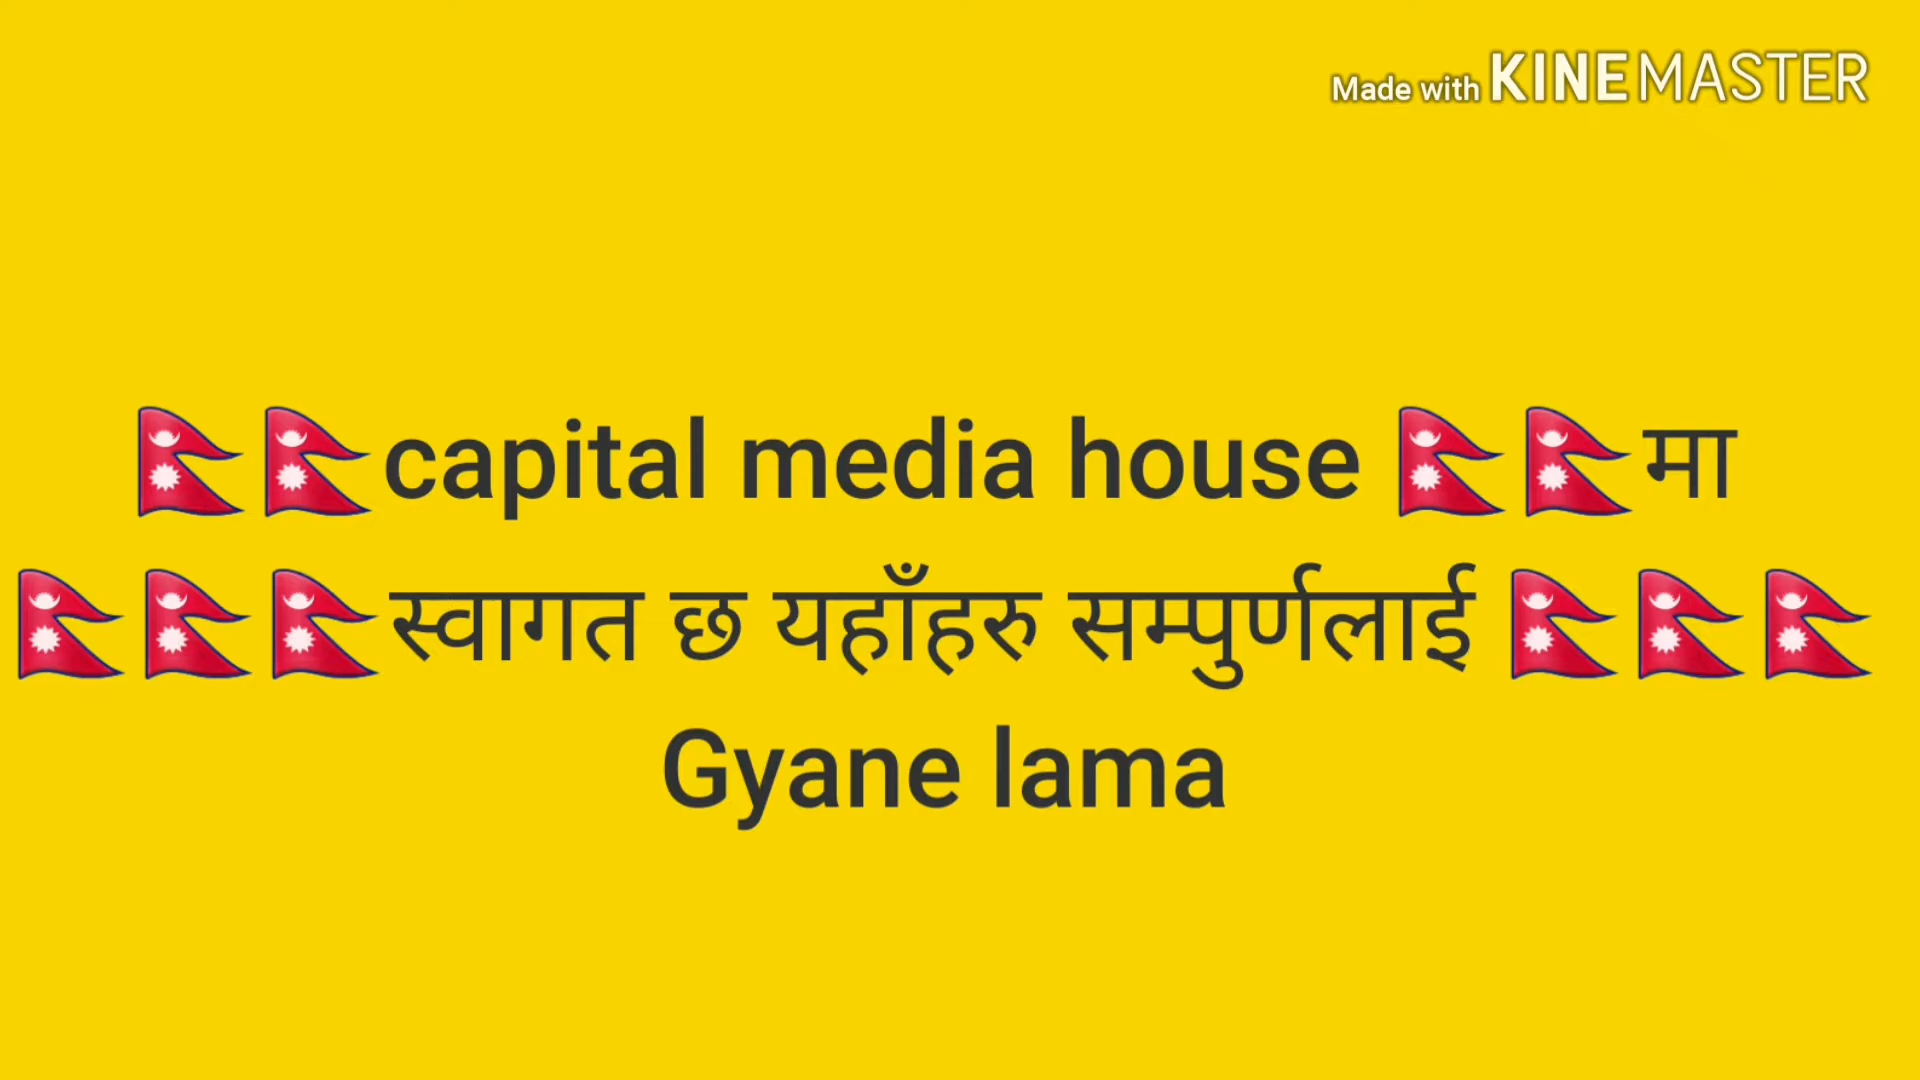 Made with KINEMASTER
🇳🇵🇳🇵capital media house 🇳🇵🇳🇵मा
🇳🇵🇳🇵🇳🇵स्वागत छ यहाँहरु सम्पुर्णलाई 🇳🇵🇳🇵🇳🇵
Gyane lama